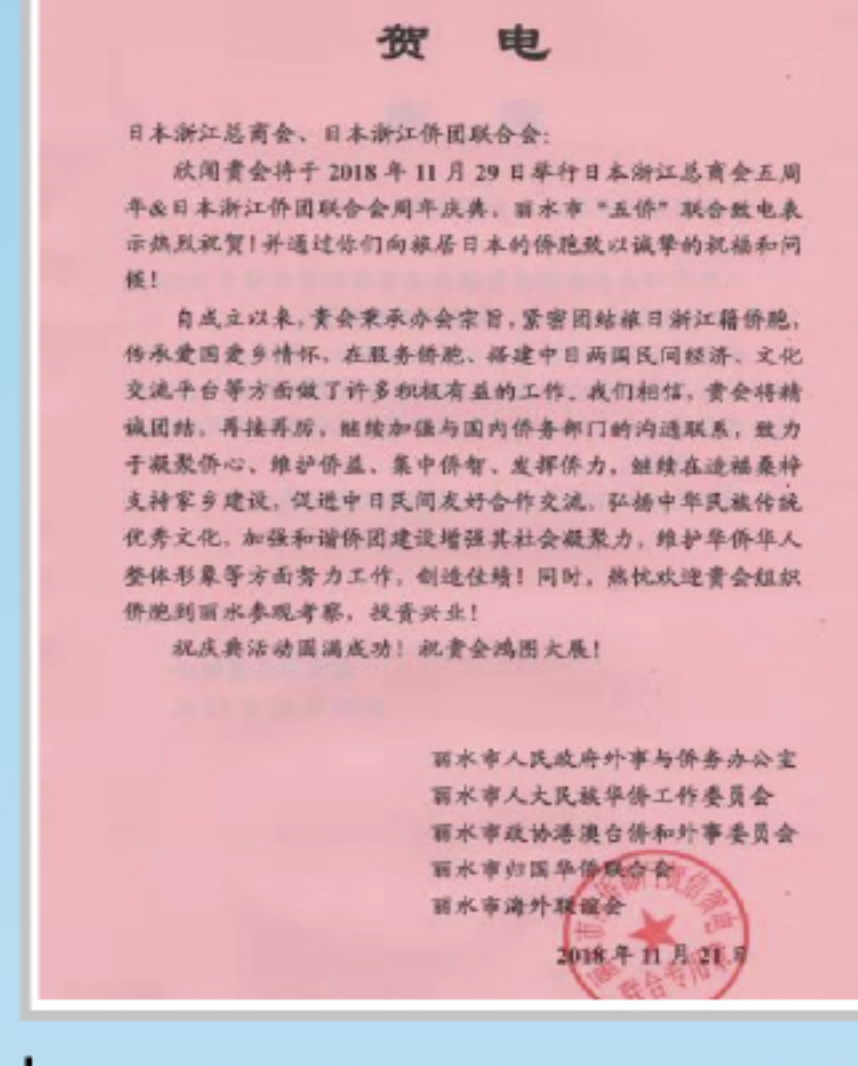 贺 电
日本浙江总商会、日本浙江侨团联合会：
欣闻贵会将于 2018 年 11 月 29 日举行日本浙江总商会五周
年&日本浙江侨团联合会周年庆典，丽水市“五侨”联合致电表
示热烈祝贺！并通过你们向旅居日本的侨胞致以诚挚的祝福和问
候！
自成立以来，贵会秉承办会宗旨，紧密团结旅日浙江籍侨胞，
传承爱国爱乡情怀，在服务侨胞、搭建中日两国民间经济、文化
交流平台等方面做了许多积极有益的工作。我们相信，贵会将精
诚团结，再接再厉，继续加强与国内侨务部门的沟通联系，致力
于凝聚侨心、维护侨益、集中侨智、发挥侨力，继续在造福桑梓
支持家乡建设，促进中日民间友好合作交流，弘扬中华民族传统
优秀文化，加强和谐侨团建设增强其社会凝聚力，维护华侨华人
整体形象等方面努力工作，创造佳绩！同时，热忱欢迎贵会组织
侨胞到丽水参观考察，投资兴业！
祝庆典活动圆满成功！祝贵会鸿图大展！
丽水市人民政府外事与侨务办公室
丽水市人大民族华侨工作委员会
丽水市政协港澳台侨和外事委员会
丽水市归国华侨联合会
丽水市海外联谊会
2018 年 11 月 21 日
联合专用章